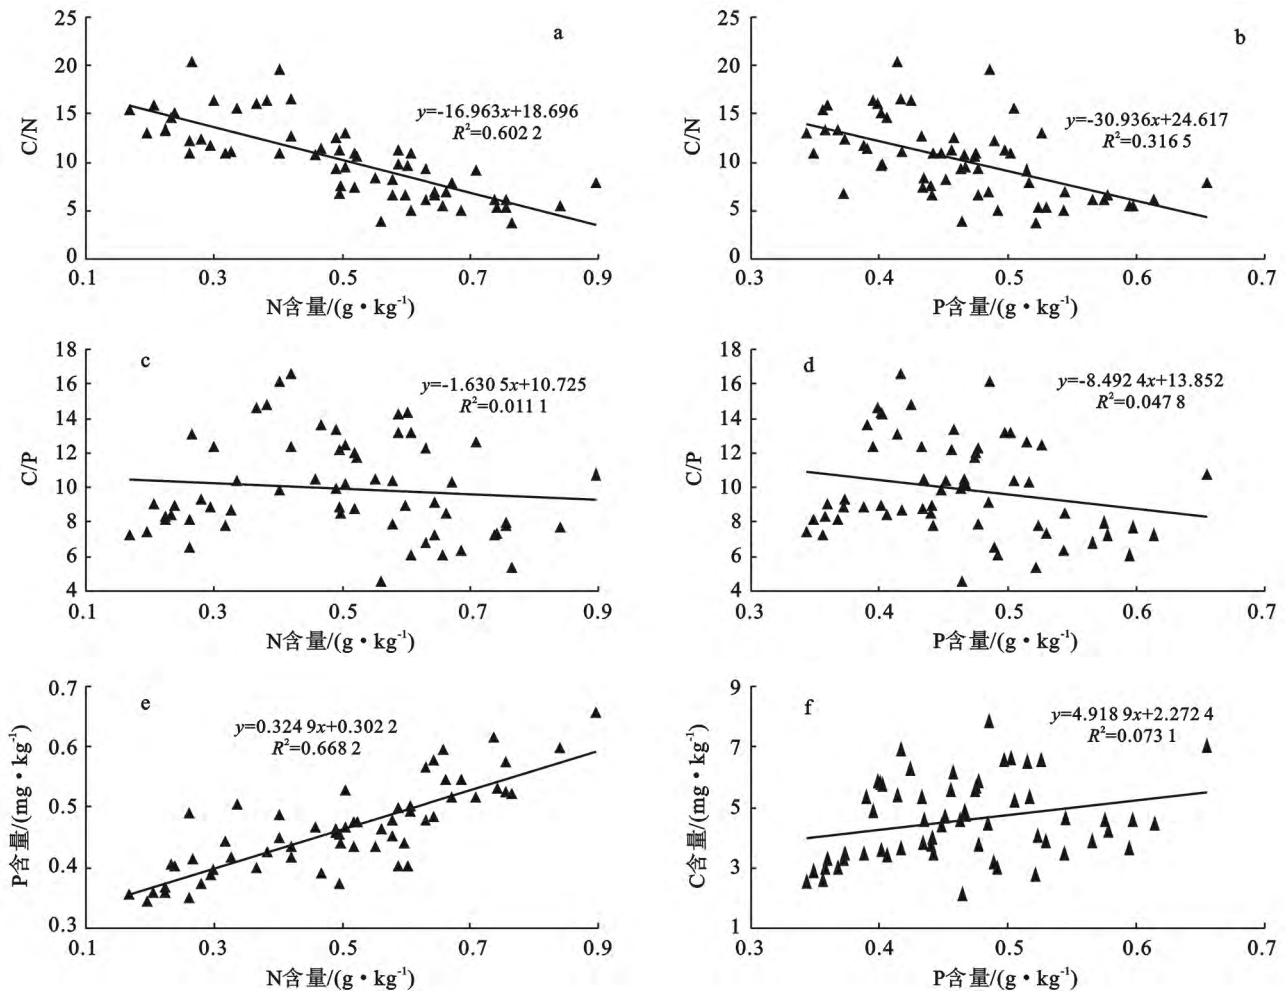 a
C/N
25
20
15
10
5
0
y=-16.963x+18.696
R²=0.602 2
0.1 0.3 0.5 0.7 0.9
N含量/(g·kg⁻¹)
b
C/N
25
20
15
10
5
0
y=-30.936x+24.617
R²=0.316 5
0.3 0.4 0.5 0.6 0.7
P含量/(g·kg⁻¹)
c
C/P
18
16
14
12
10
8
6
4
y=-1.630 5x+10.725
R²=0.011 1
0.1 0.3 0.5 0.7 0.9
N含量/(g·kg⁻¹)
d
C/P
18
16
14
12
10
8
6
4
y=-8.492 4x+13.852
R²=0.047 8
0.3 0.4 0.5 0.6 0.7
P含量/(g·kg⁻¹)
e
P含量/(mg·kg⁻¹)
0.7
0.6
0.5
0.4
0.3
y=0.324 9x+0.302 2
R²=0.668 2
0.1 0.3 0.5 0.7 0.9
N含量/(g·kg⁻¹)
f
C含量/(mg·kg⁻¹)
9
7
5
3
1
y=4.918 9x+2.272 4
R²=0.073 1
0.3 0.4 0.5 0.6 0.7
P含量/(g·kg⁻¹)